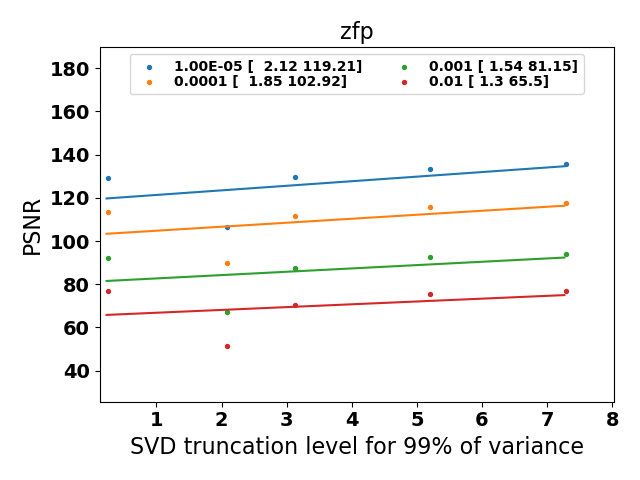 zfp
1.00E-05 [  2.12 119.21]
0.0001 [  1.85 102.92]
0.001 [ 1.54 81.15]
0.01 [ 1.3 65.5]
180
160
140
120
100
80
60
40
PSNR
1 2 3 4 5 6 7 8
SVD truncation level for 99% of variance